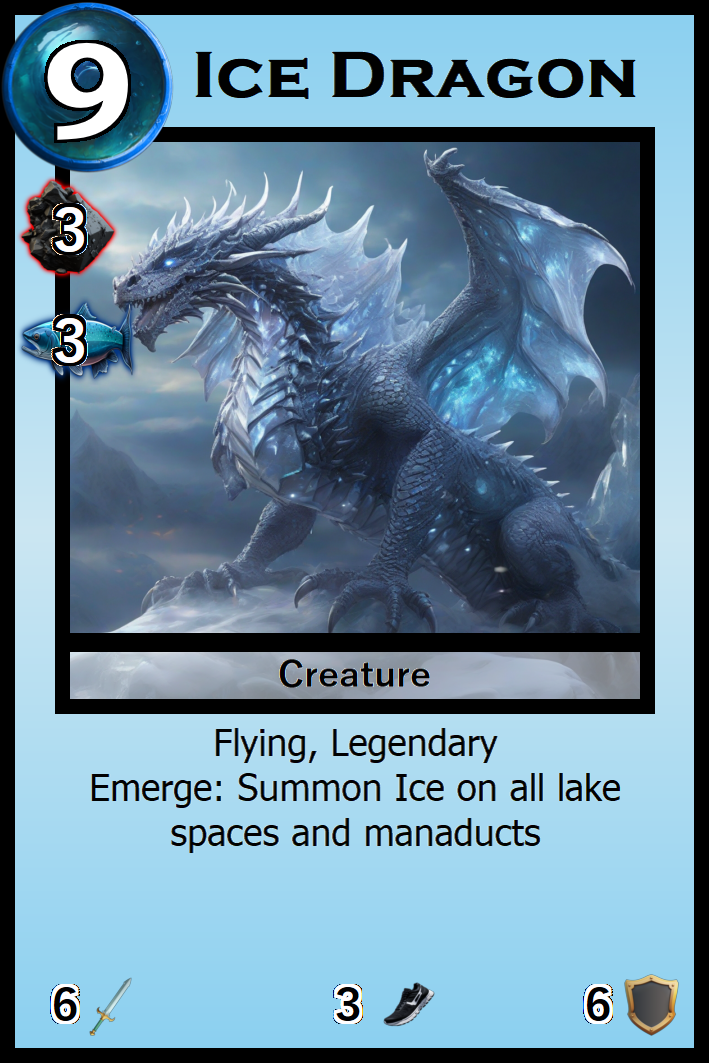 9
Ice Dragon
3
3
Creature
Flying, Legendary
Emerge: Summon Ice on all lake
spaces and manaducts
6
3
6